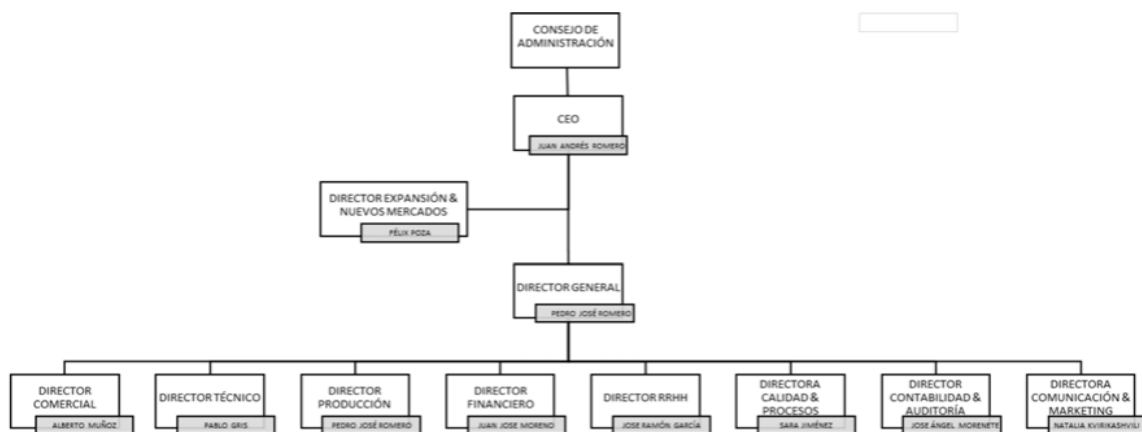 CONSEJO DE
ADMINISTRACIÓN
CEO
JUAN ANDRÉS ROMERO
DIRECTOR EXPANSIÓN &
NUEVOS MERCADOS
FÉLIX POZA
DIRECTOR GENERAL
PEDRO JOSÉ ROMERO
DIRECTOR
COMERCIAL
ALBERTO MUÑOZ
DIRECTOR TÉCNICO
PABLO GRIS
DIRECTOR
PRODUCCIÓN
PEDRO JOSÉ ROMERO
DIRECTOR
FINANCIERO
JUAN JOSE MORENO
DIRECTOR RRHH
JOSE RAMÓN GARCÍA
DIRECTORA
CALIDAD &
PROCESOS
SARA JIMÉNEZ
DIRECTOR
CONTABILIDAD &
AUDITORÍA
JOSE ÁNGEL MORENETE
DIRECTORA
COMUNICACIÓN &
MARKETING
NATALIA KVIRIKASHVILI